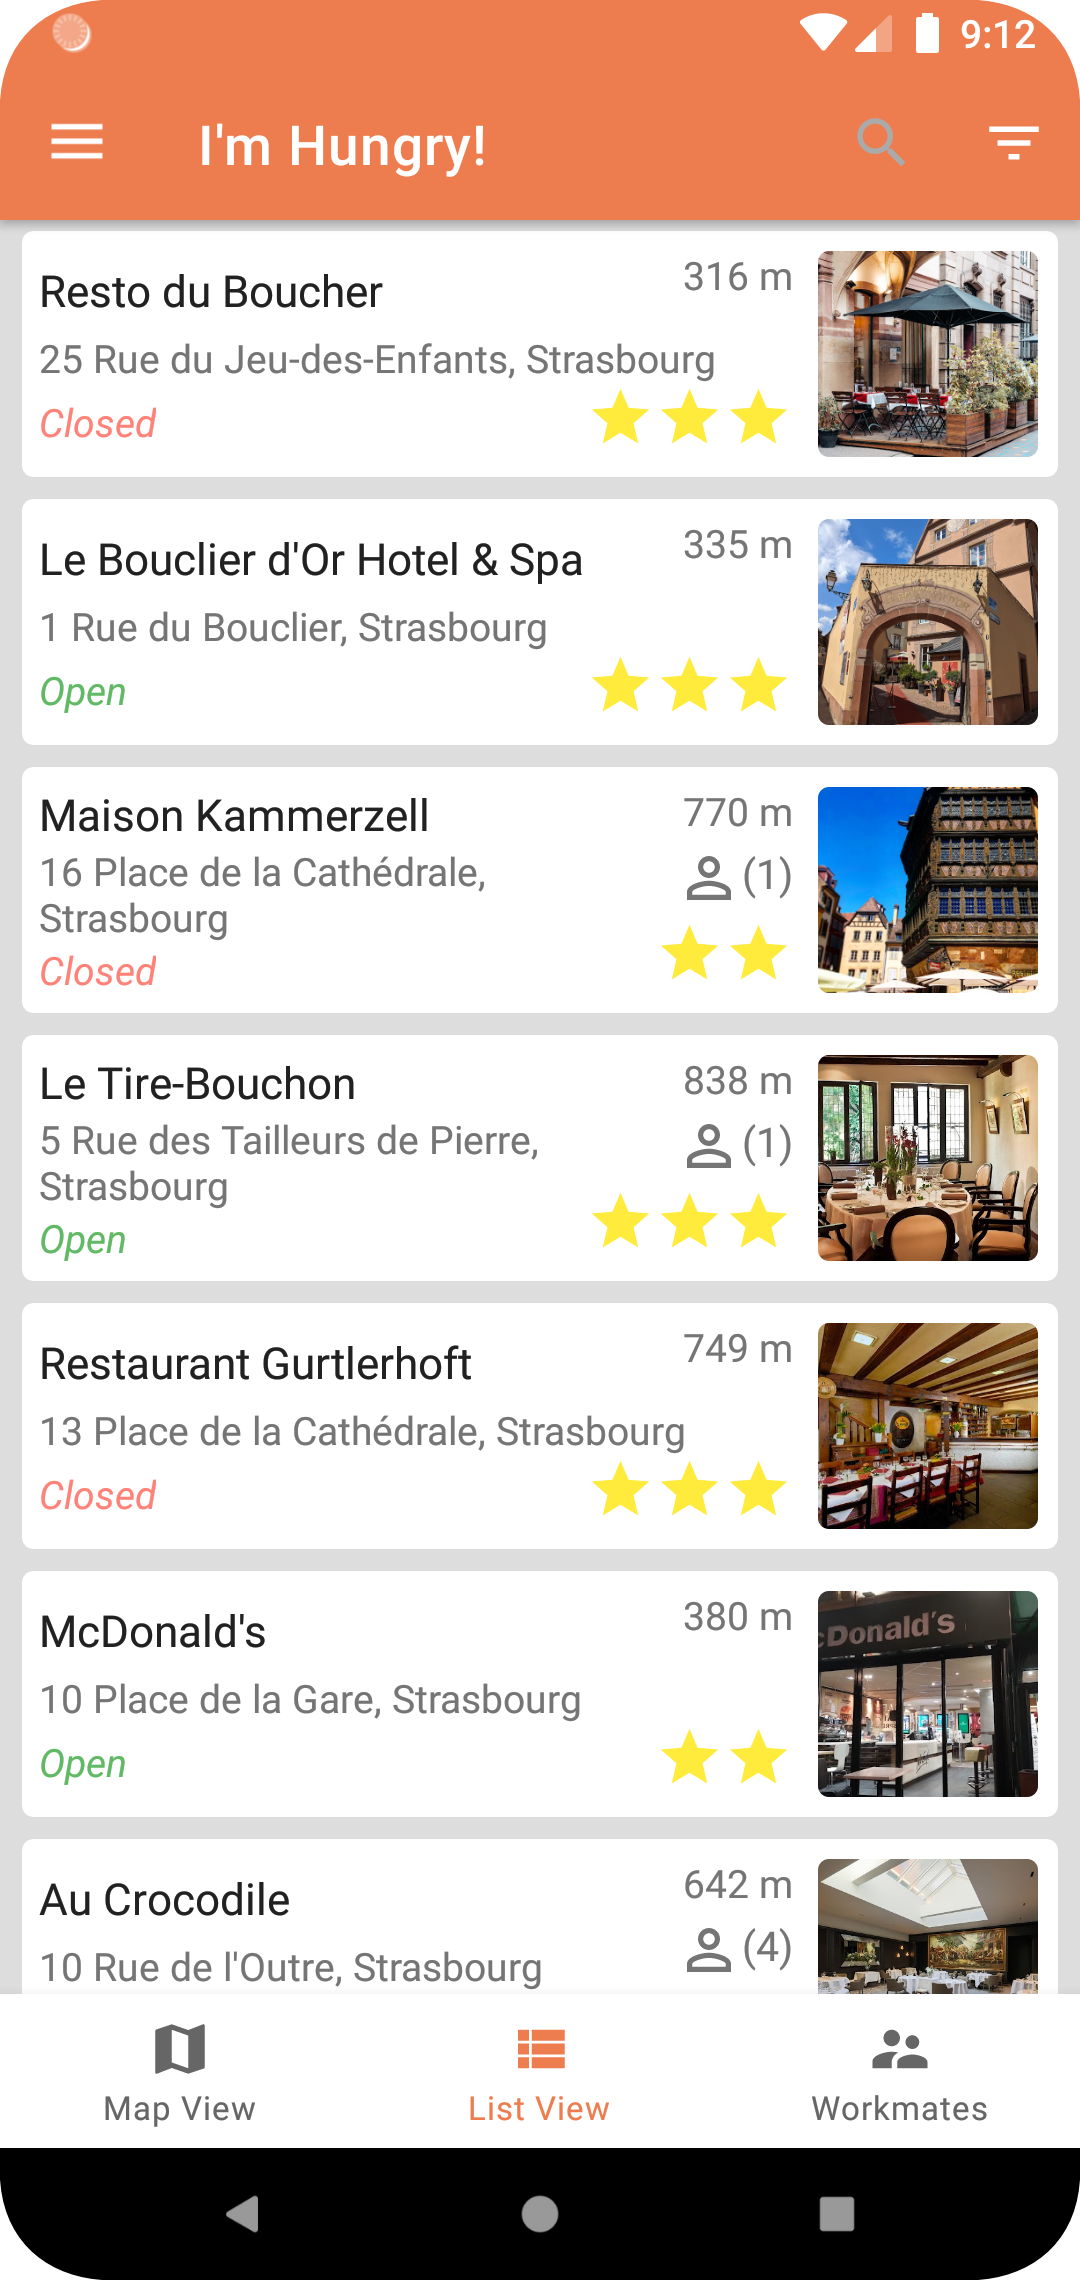 9:12
I'm Hungry!
Resto du Boucher
316 m
25 Rue du Jeu-des-Enfants, Strasbourg
Closed
Le Bouclier d'Or Hotel & Spa
335 m
1 Rue du Bouclier, Strasbourg
Open
Maison Kammerzell
770 m
16 Place de la Cathédrale,
Strasbourg
(1)
Closed
Le Tire-Bouchon
838 m
5 Rue des Tailleurs de Pierre,
Strasbourg
(1)
Open
Restaurant Gurtlerhoft
749 m
13 Place de la Cathédrale, Strasbourg
Closed
McDonald's
380 m
10 Place de la Gare, Strasbourg
Open
cDonald's
Au Crocodile
642 m
10 Rue de l'Outre, Strasbourg
(4)
Map View
List View
Workmates